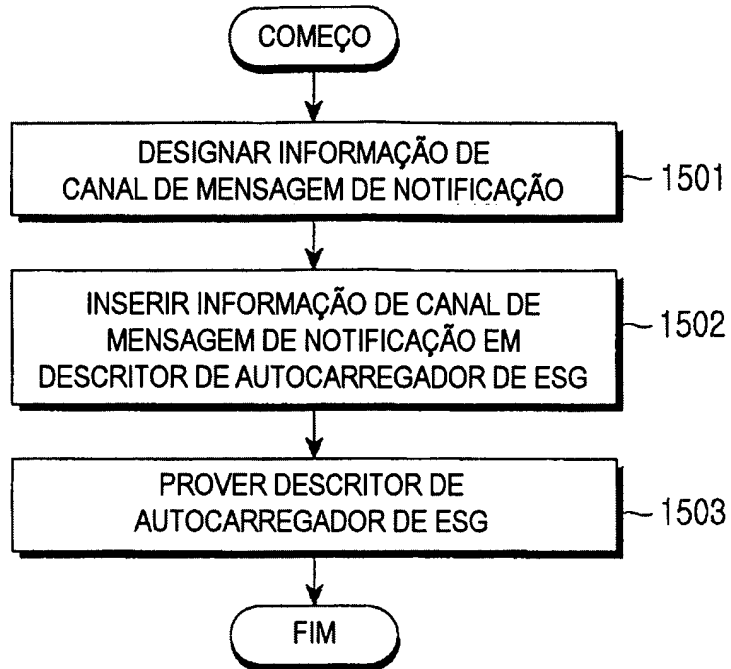 COMEÇO
DESIGNAR INFORMAÇÃO DE
CANAL DE MENSAGEM DE NOTIFICAÇÃO
1501
INSERIR INFORMAÇÃO DE CANAL DE
MENSAGEM DE NOTIFICAÇÃO EM
DESCRITOR DE AUTOCARREGADOR DE ESG
1502
PROVER DESCRITOR DE
AUTOCARREGADOR DE ESG
1503
FIM